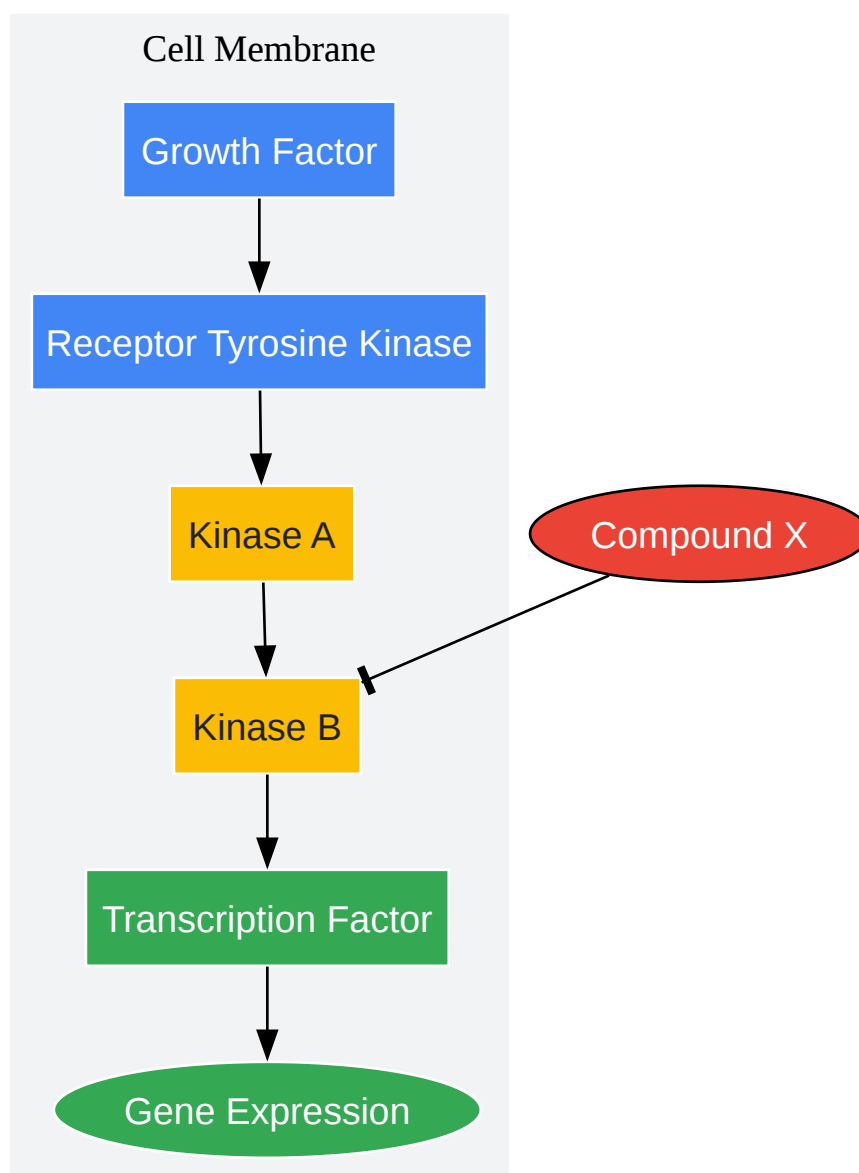 Cell Membrane
Growth Factor
Receptor Tyrosine Kinase
Kinase A
Compound X
Kinase B
Transcription Factor
Gene Expression